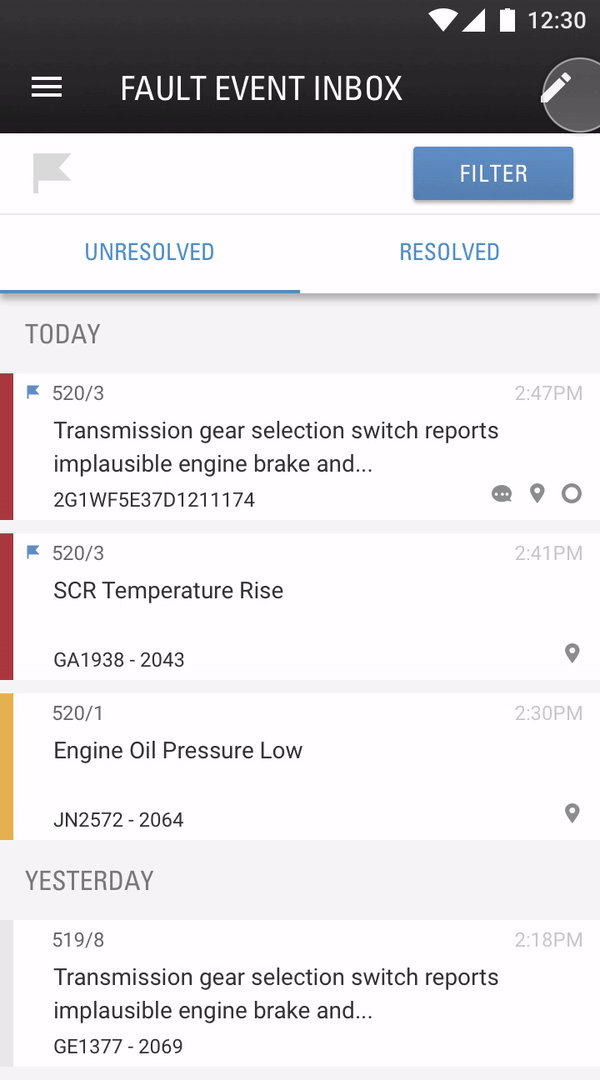 12:30
FAULT EVENT INBOX
FILTER
UNRESOLVED RESOLVED
TODAY
520/3 2:47PM
Transmission gear selection switch reports
implausible engine brake and...
2G1WF5E37D1211174
520/3 2:41PM
SCR Temperature Rise
GA1938 - 2043
520/1 2:30PM
Engine Oil Pressure Low
JN2572 - 2064
YESTERDAY
519/8 2:18PM
Transmission gear selection switch reports
implausible engine brake and...
GE1377 - 2069